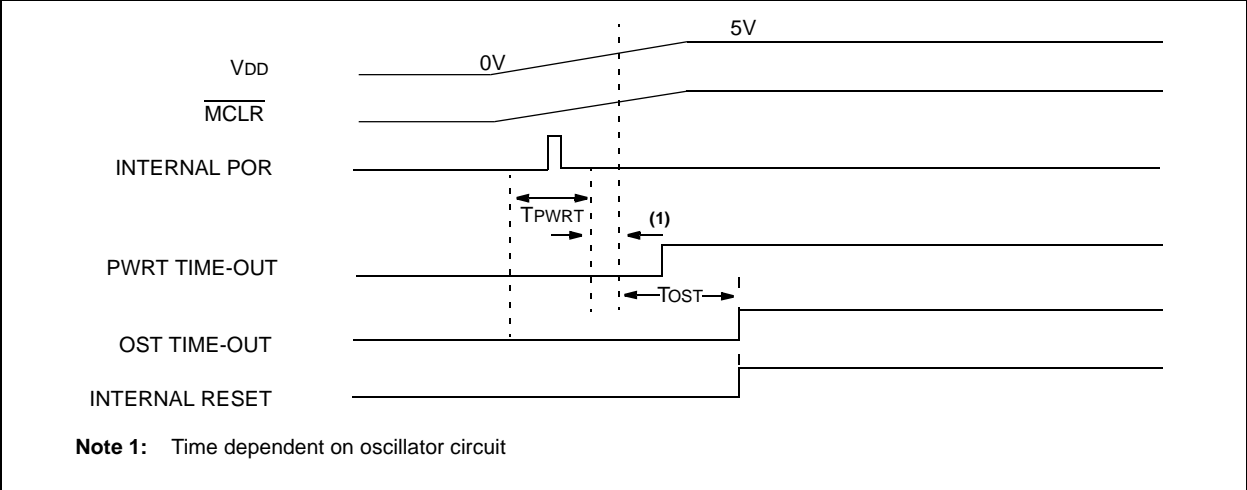 5V
VDD
0V
MCLR
INTERNAL POR
TPWRT
(1)
PWRT TIME-OUT
TOST
OST TIME-OUT
INTERNAL RESET
Note 1: Time dependent on oscillator circuit